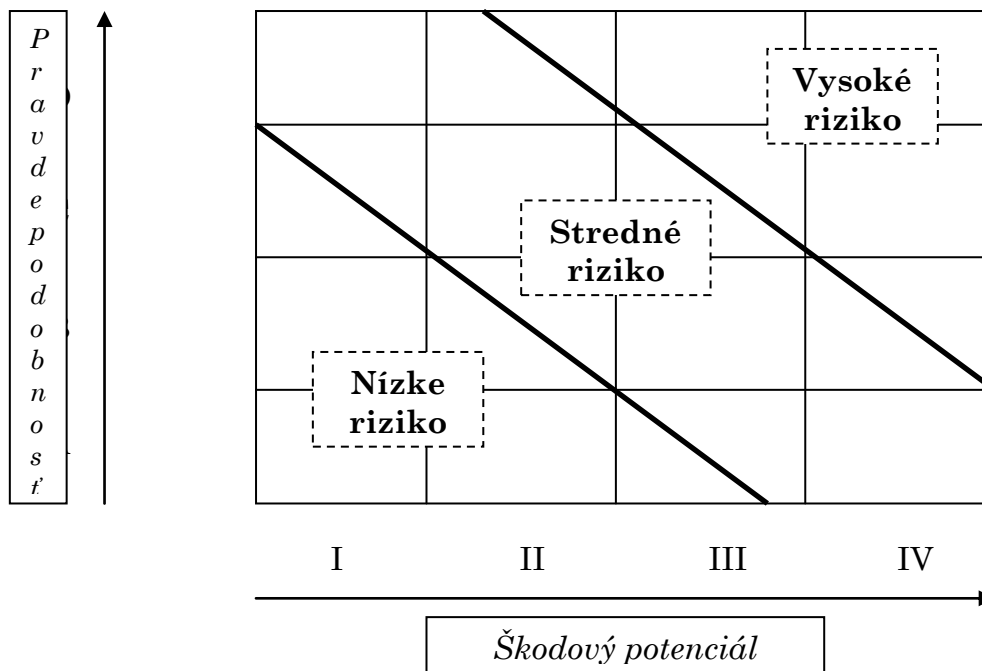 P
r
a
v
d
e
p
o
d
o
b
n
o
s
ť
Vysoké
riziko
Stredné
riziko
Nízke
riziko
I
II
III
IV
Škodový potenciál